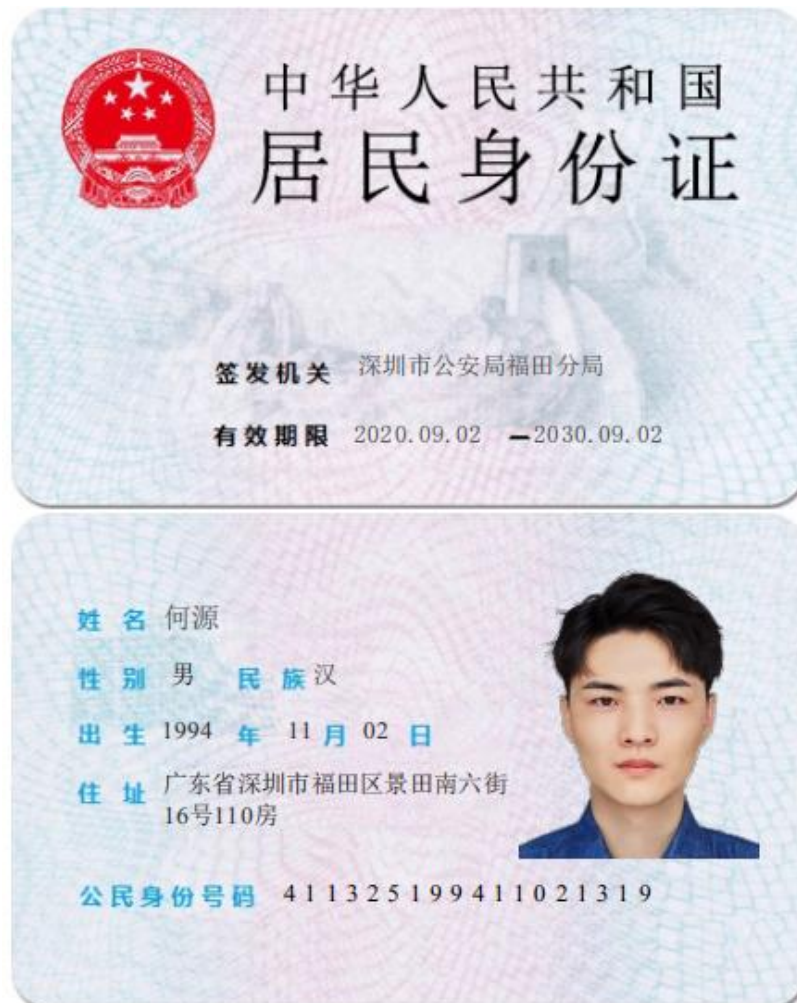 中华人民共和国
居民身份证
签发机关 深圳市公安局福田分局
有效期限 2020.09.02 —2030.09.02
姓名 何源
性别 男 民族 汉
出生 1994 年 11 月 02 日
住址 广东省深圳市福田区景田南六街
16号110房
公民身份号码 411325199411021319